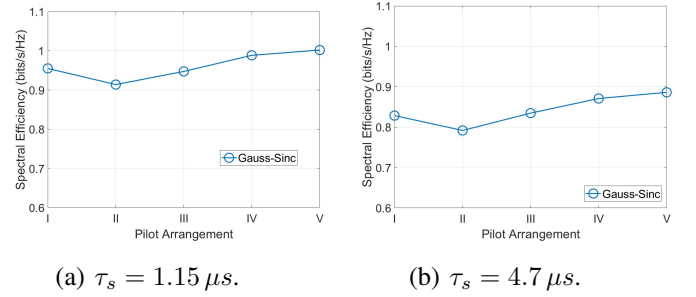 1.1
1
0.9
0.8
0.7
0.6
Spectral Efficiency (bits/s/Hz)
Gauss-Sinc
I II III IV V
Pilot Arrangement
(a) τₛ = 1.15 μs.
1.1
1
0.9
0.8
0.7
0.6
Spectral Efficiency (bits/s/Hz)
Gauss-Sinc
I II III IV V
Pilot Arrangement
(b) τₛ = 4.7 μs.